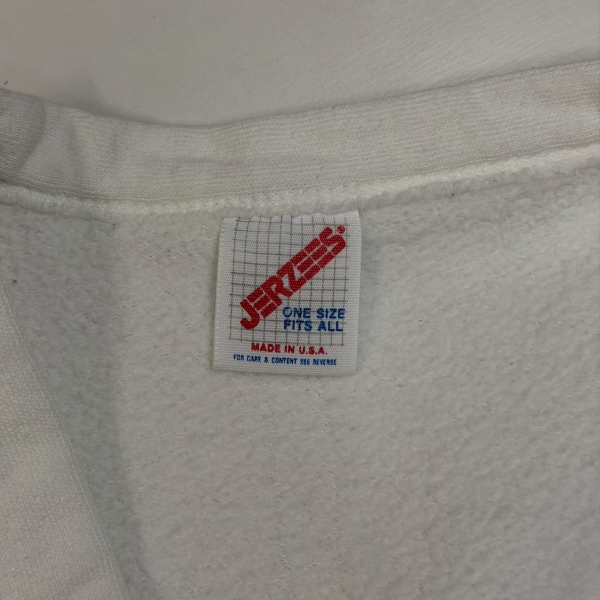 JERZEES®
ONE SIZE
FITS ALL
MADE IN U.S.A.
FOR CARE & CONTENT SEE REVERSE